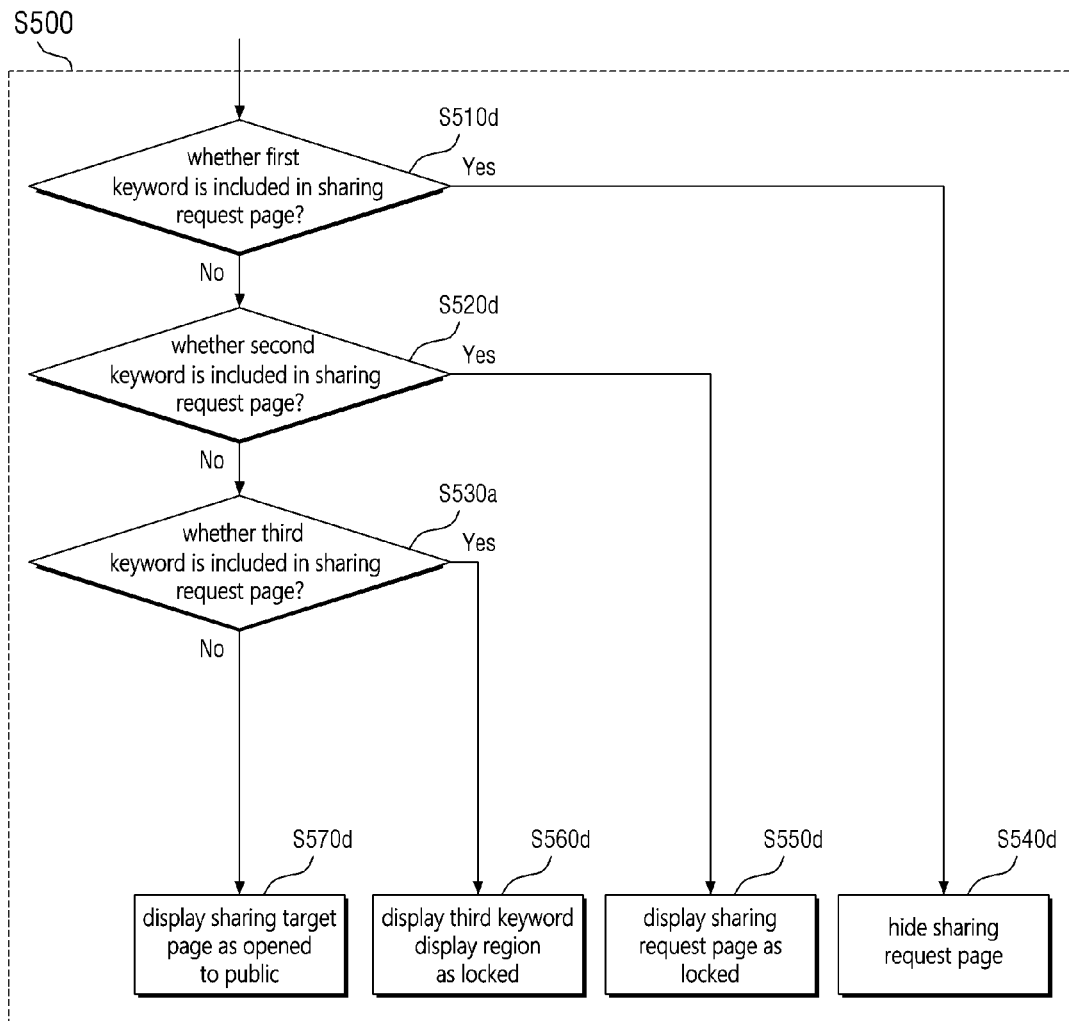 S500
S510d
whether first
keyword is included in sharing
request page?
Yes
No
S520d
whether second
keyword is included in sharing
request page?
Yes
No
S530a
whether third
keyword is included in sharing
request page?
Yes
No
S570d
S560d
S550d
S540d
display sharing target
page as opened
to public
display third keyword
display region
as locked
display sharing
request page as
locked
hide sharing
request page